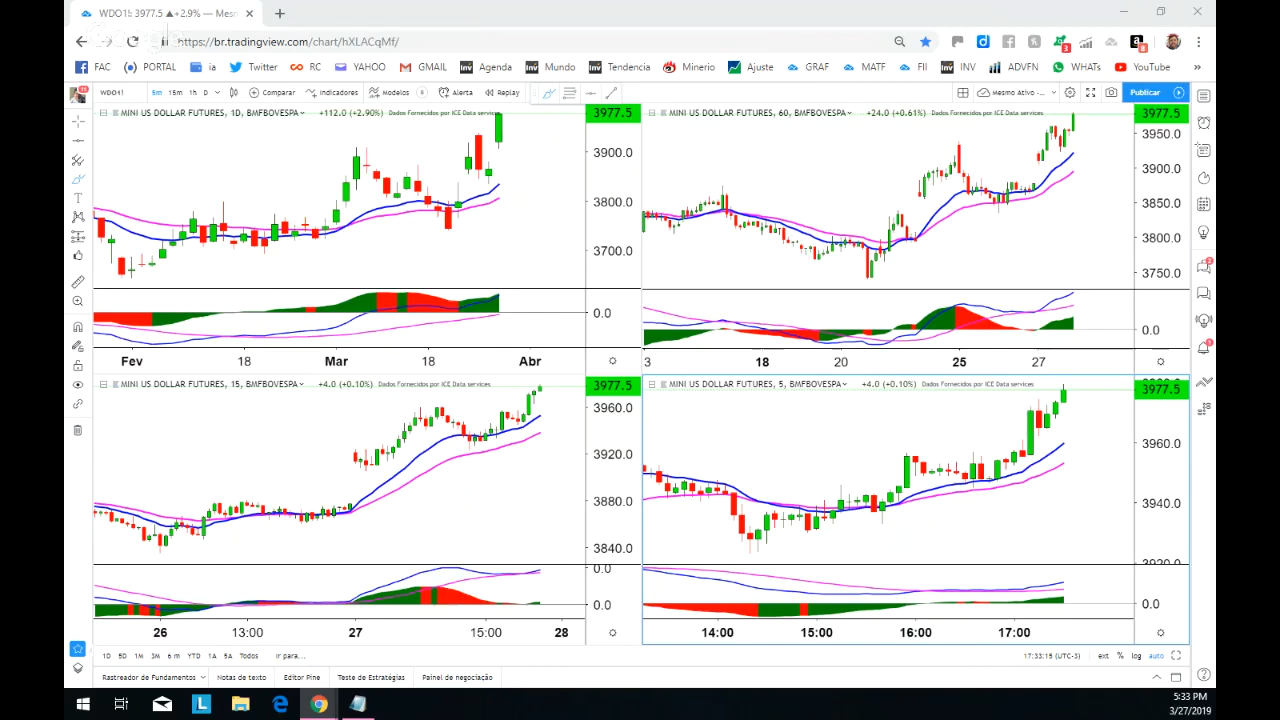 WDO1! 3977.5 ▲+2.9% — Mesm
https://br.tradingview.com/chart/hXLACqMf/
FAC PORTAL ia Twitter RC YAHOO GMAIL Agenda Mundo Tendencia Minerio Ajuste GRAF MATF FII INV ADVFN WHATs YouTube »
WDO1! 5m 15m 1h D Comparar Indicadores Modelos Alerta Replay Mesmo Ativo - ... Publicar
MINI US DOLLAR FUTURES, 1D, BMFBOVESPA +112.0 (+2.90%) Dados Fornecidos por ICE Data services
3977.5
3900.0
3800.0
3700.0
0.0
Fev 18 Mar 18 Abr
MINI US DOLLAR FUTURES, 60, BMFBOVESPA +24.0 (+0.61%) Dados Fornecidos por ICE Data services
3977.5
3950.0
3900.0
3850.0
3800.0
3750.0
0.0
3 18 20 25 27
MINI US DOLLAR FUTURES, 15, BMFBOVESPA +4.0 (+0.10%) Dados Fornecidos por ICE Data services
3977.5
3960.0
3920.0
3880.0
3840.0
0.0
0.0
26 13:00 27 15:00 28
MINI US DOLLAR FUTURES, 5, BMFBOVESPA +4.0 (+0.10%) Dados Fornecidos por ICE Data services
3977.5
3960.0
3940.0
3920.0
0.0
14:00 15:00 16:00 17:00
1D 5D 1M 3M 6 m YTD 1A 5A Todos Ir para... 17:33:15 (UTC-3) ext % log auto
Rastreador de Fundamentos Notas de texto Editor Pine Teste de Estratégias Painel de negociação
5:33 PM
3/27/2019